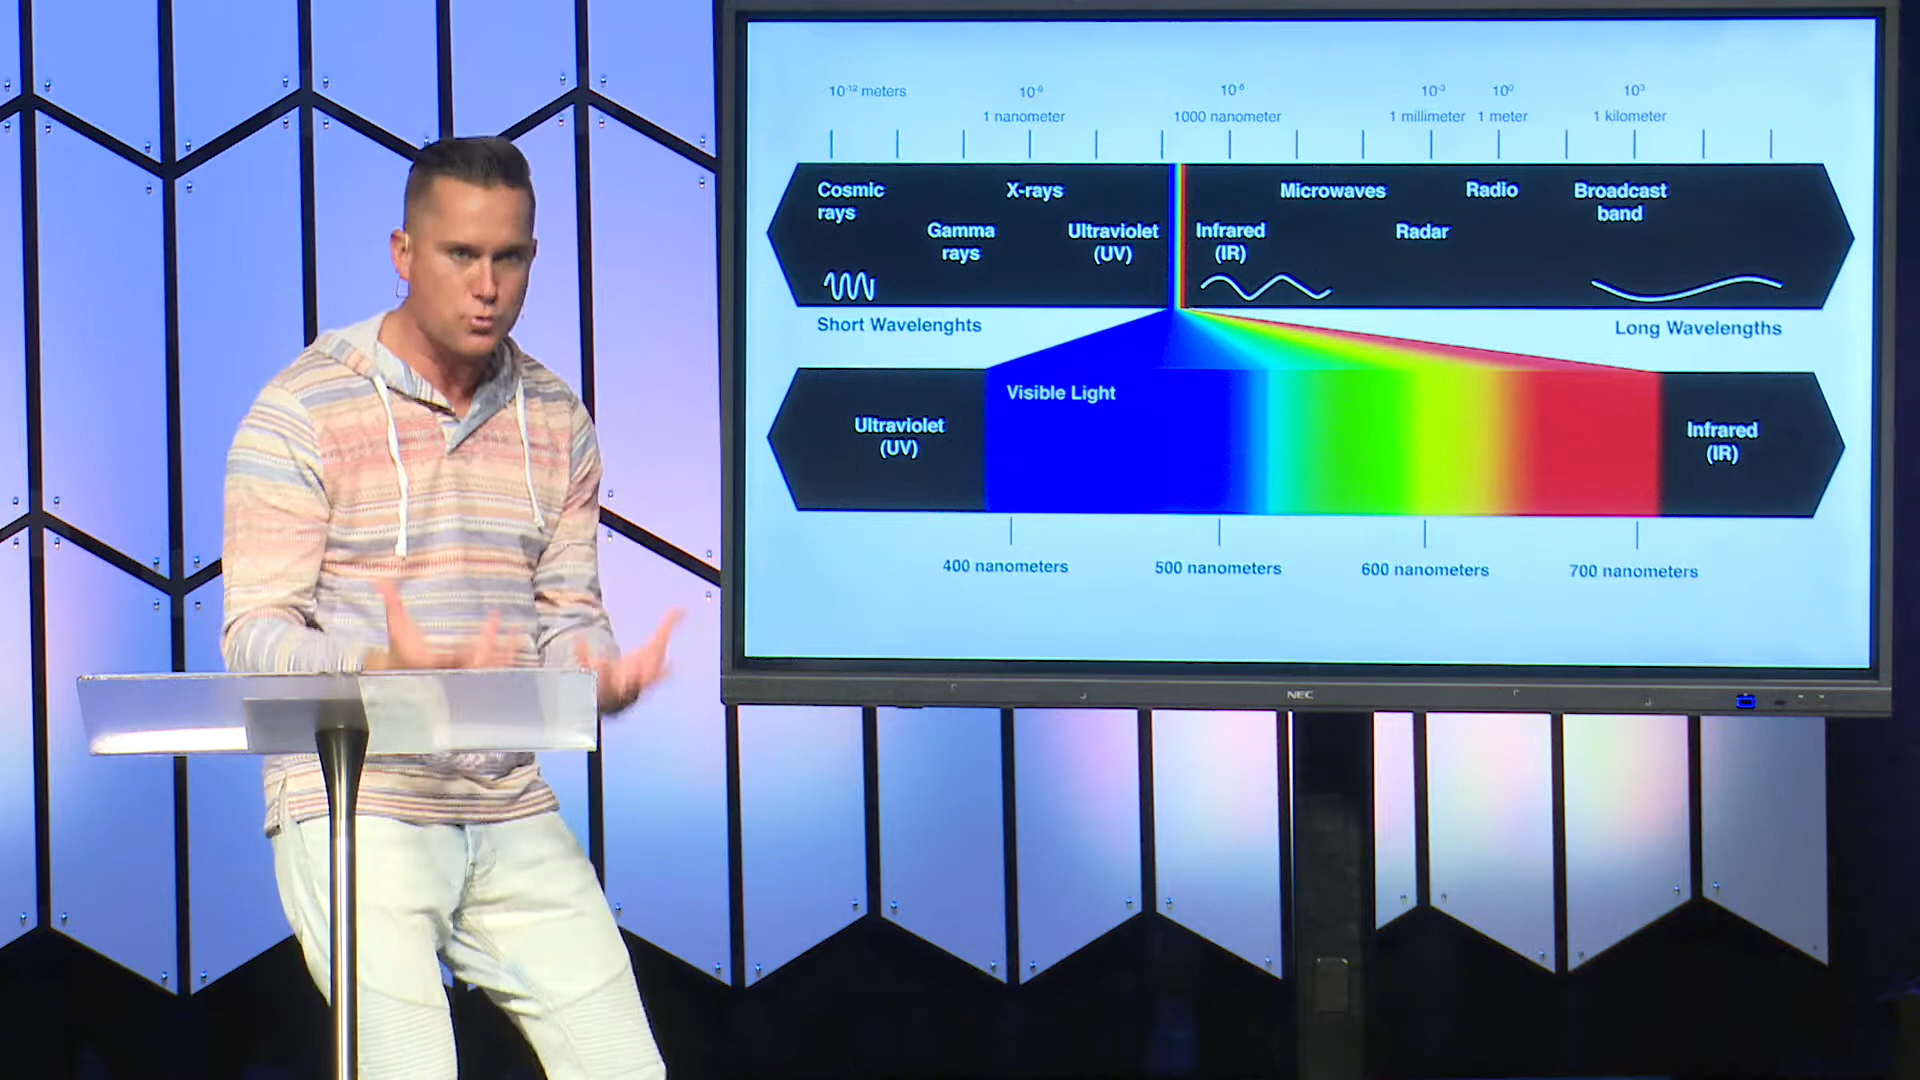 10⁻¹² meters 10⁻⁹ 10⁻⁶ 10⁻³ 10⁰ 10³
1 nanometer 1000 nanometer 1 millimeter 1 meter 1 kilometer
Cosmic
rays
Gamma
rays
X-rays
Ultraviolet
(UV)
Infrared
(IR)
Microwaves
Radar
Radio
Broadcast
band
Short Wavelenghts
Long Wavelengths
Visible Light
Ultraviolet
(UV)
Infrared
(IR)
400 nanometers 500 nanometers 600 nanometers 700 nanometers
NEC